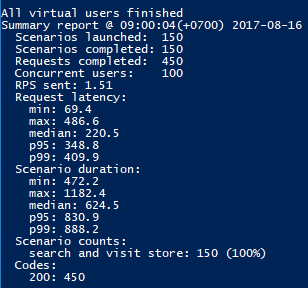 All virtual users finished
Summary report @ 09:00:04(+0700) 2017-08-16
Scenarios launched: 150
Scenarios completed: 150
Requests completed: 450
Concurrent users: 100
RPS sent: 1.51
Request latency:
min: 69.4
max: 486.6
median: 220.5
p95: 348.8
p99: 409.9
Scenario duration:
min: 472.2
max: 1182.4
median: 624.5
p95: 830.9
p99: 888.2
Scenario counts:
search and visit store: 150 (100%)
Codes:
200: 450